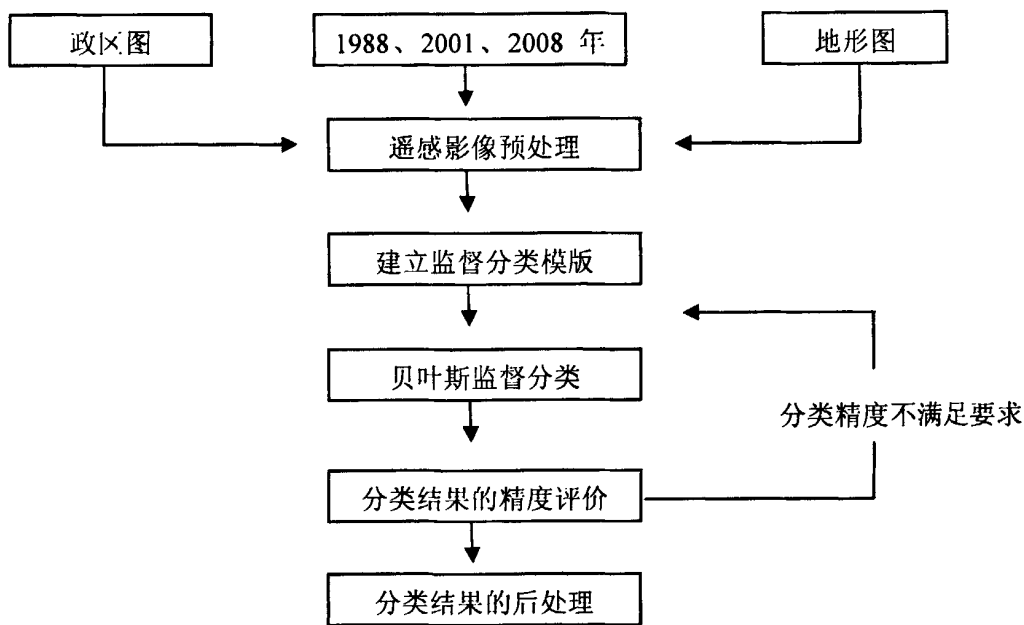 政区图
1988、2001、2008 年
地形图
遥感影像预处理
建立监督分类模版
贝叶斯监督分类
分类精度不满足要求
分类结果的精度评价
分类结果的后处理